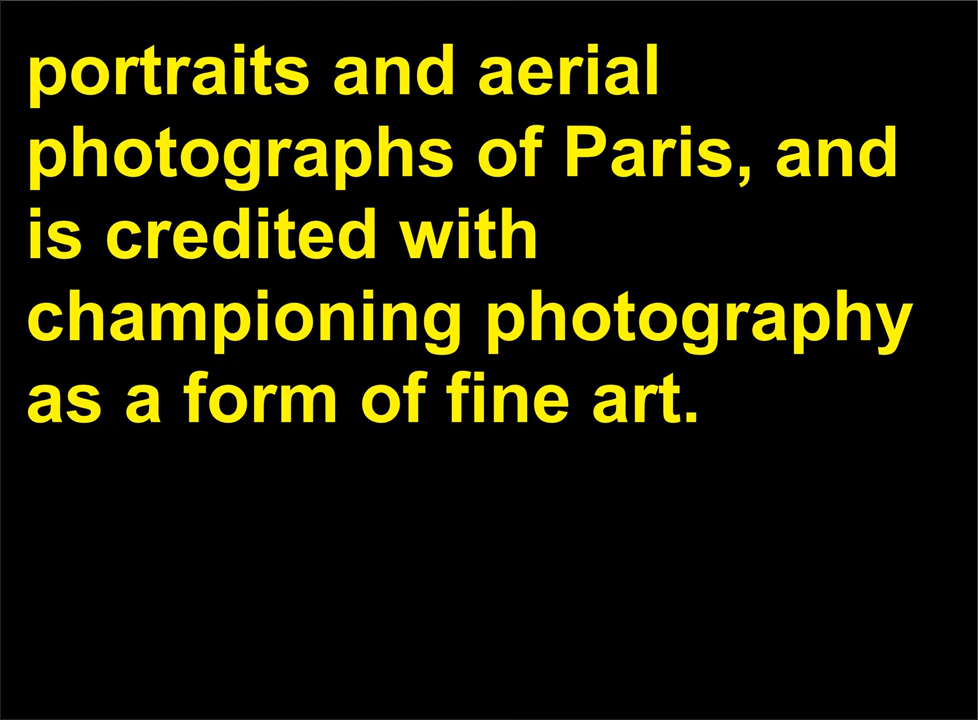 portraits and aerial
photographs of Paris, and
is credited with
championing photography
as a form of fine art.